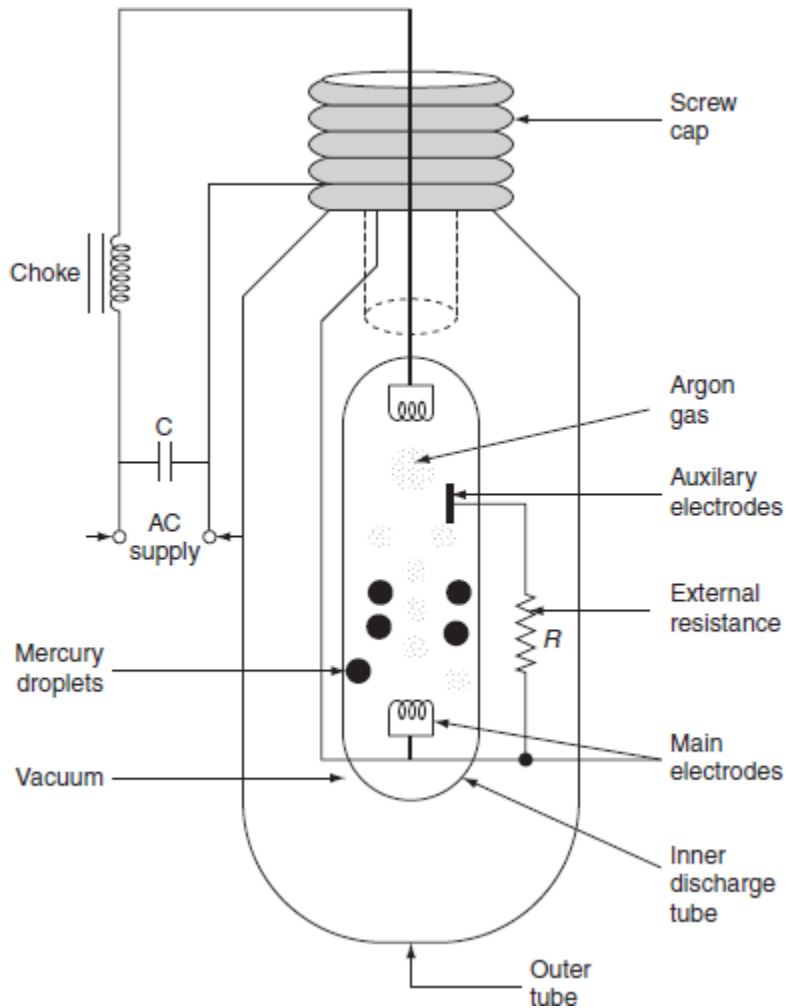 Screw
cap
Choke
Argon
gas
C
Auxilary
electrodes
AC
supply
External
resistance
R
Mercury
droplets
Main
electrodes
Vacuum
Inner
discharge
tube
Outer
tube